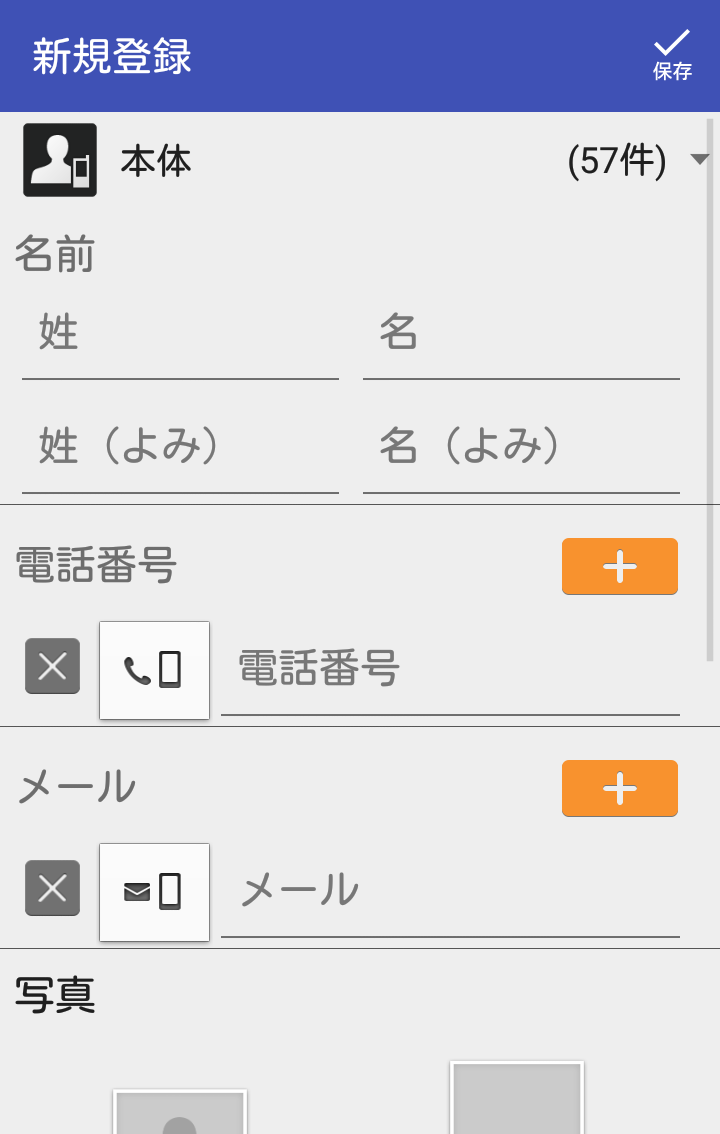 新規登録
保存
本体 (57件)
名前
姓 名
姓（よみ） 名（よみ）
電話番号
電話番号
メール
メール
写真